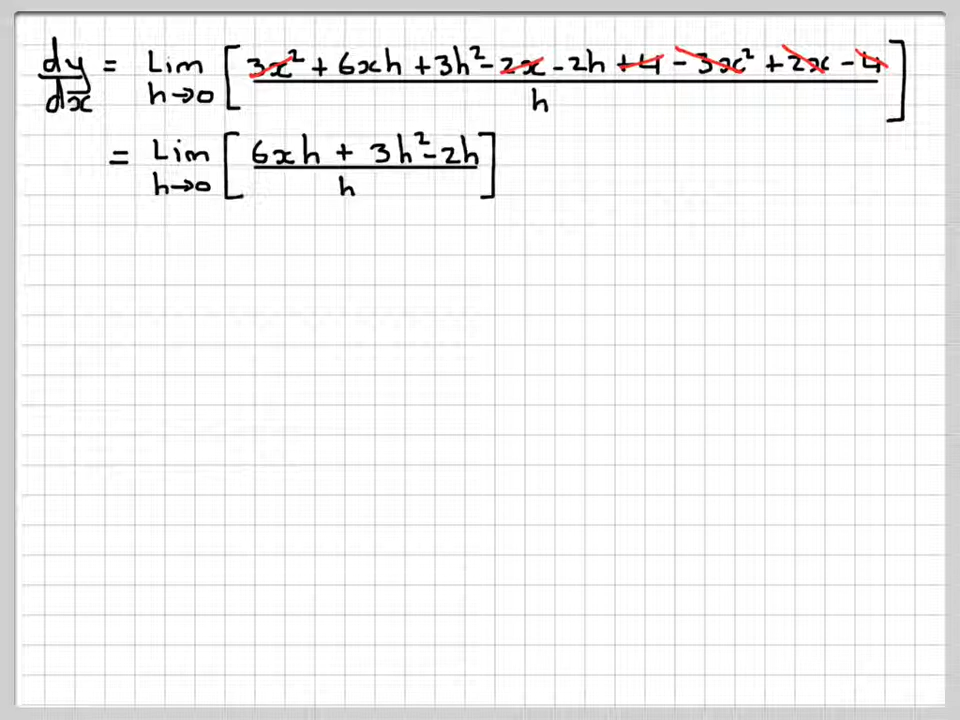 dy/dx = Lim h→0 [ (3x² + 6xh + 3h² - 2x - 2h + 4 - 3x² + 2x - 4) / h ]
= Lim h→0 [ (6xh + 3h² - 2h) / h ]